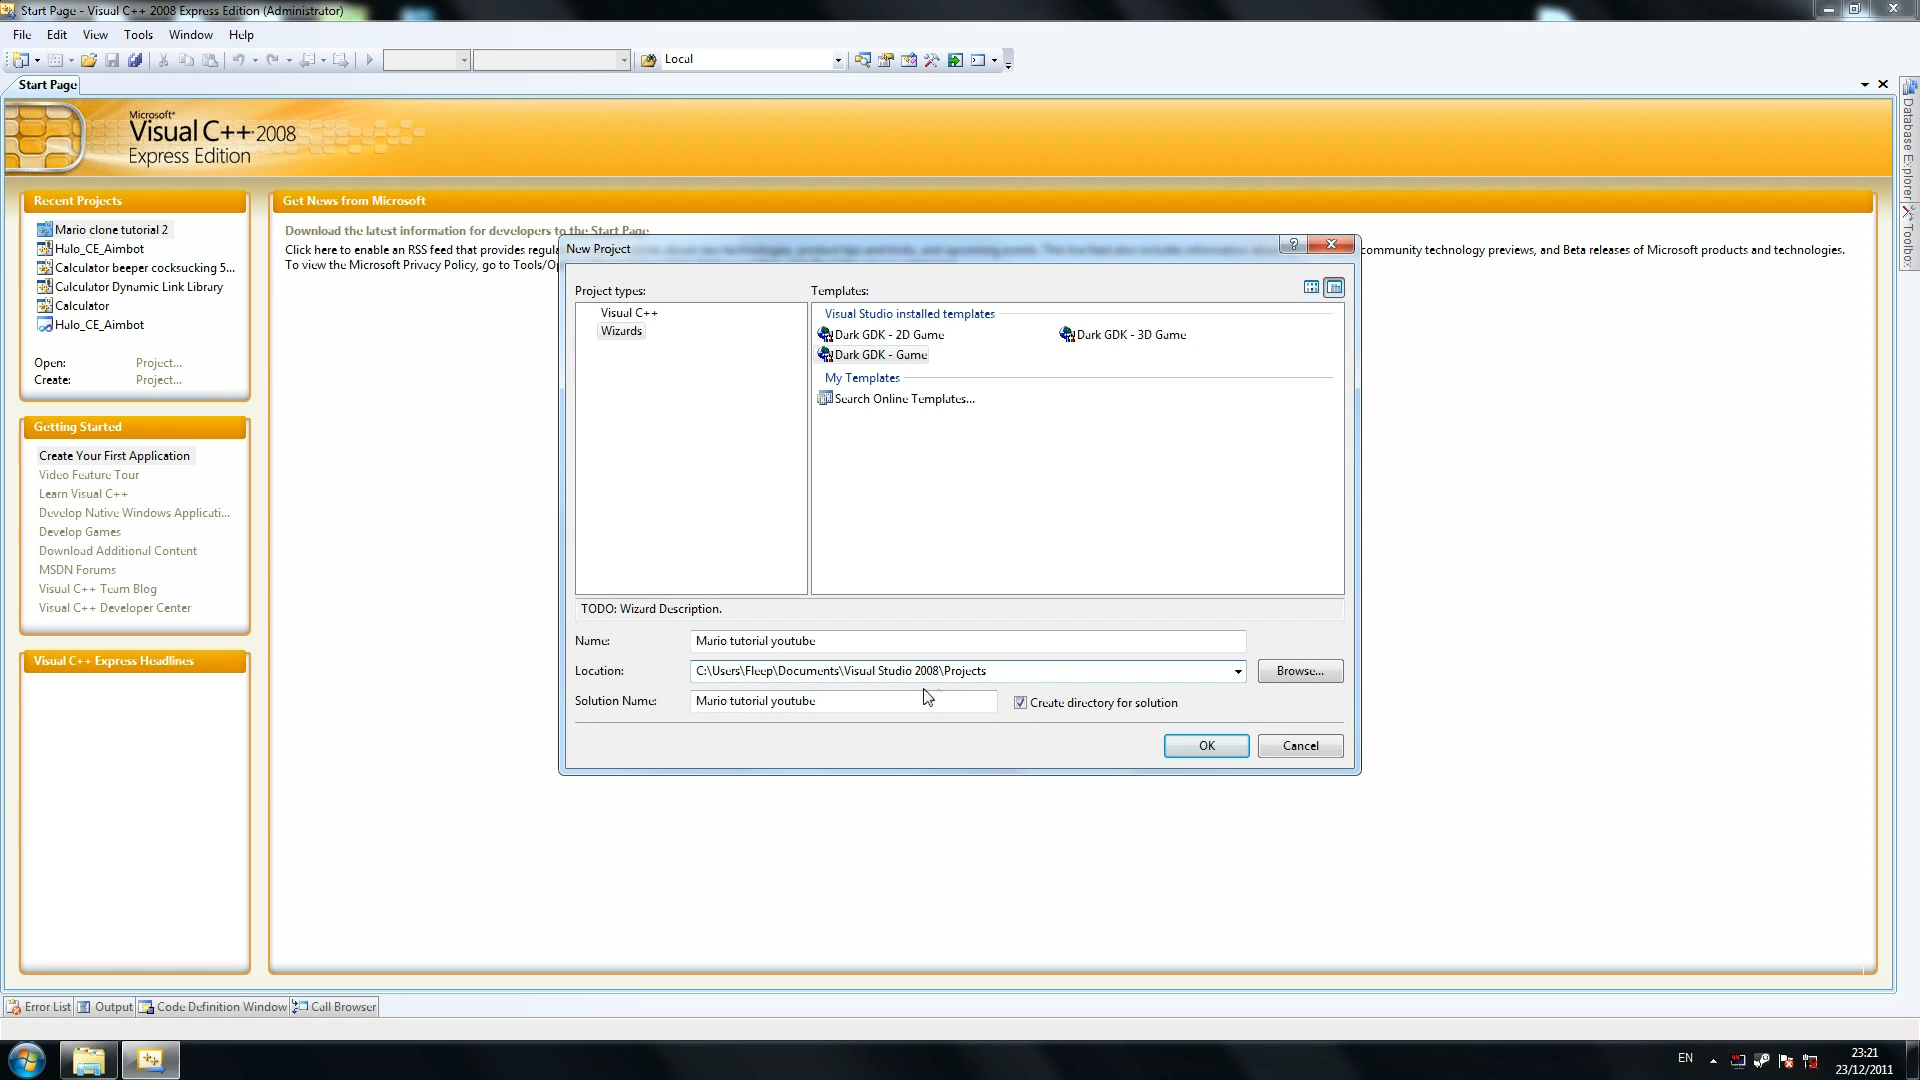 Start Page - Visual C++ 2008 Express Edition (Administrator)
File Edit View Tools Window Help
Local
Start Page
Microsoft®
Visual C++ 2008
Express Edition
Recent Projects
Mario clone tutorial 2
Halo_CE_Aimbot
Calculator beeper cocksucking 5...
Calculator Dynamic Link Library
Calculator
Halo_CE_Aimbot
Open: Project...
Create: Project...
Getting Started
Create Your First Application
Video Feature Tour
Learn Visual C++
Develop Native Windows Applicati...
Develop Games
Download Additional Content
MSDN Forums
Visual C++ Team Blog
Visual C++ Developer Center
Visual C++ Express Headlines
Get News from Microsoft
Download the latest information for developers to the Start Page
Click here to enable an RSS feed that provides regula
community technology previews, and Beta releases of Microsoft products and technologies.
To view the Microsoft Privacy Policy, go to Tools/Op
New Project
Project types:
Visual C++
Wizards
Templates:
Visual Studio installed templates
Dark GDK - 2D Game
Dark GDK - 3D Game
Dark GDK - Game
My Templates
Search Online Templates...
TODO: Wizard Description.
Name: Mario tutorial youtube
Location: C:\Users\Fleep\Documents\Visual Studio 2008\Projects Browse...
Solution Name: Mario tutorial youtube Create directory for solution
OK Cancel
Database Explorer
Toolbox
Error List Output Code Definition Window Call Browser
EN
23:21
23/12/2011